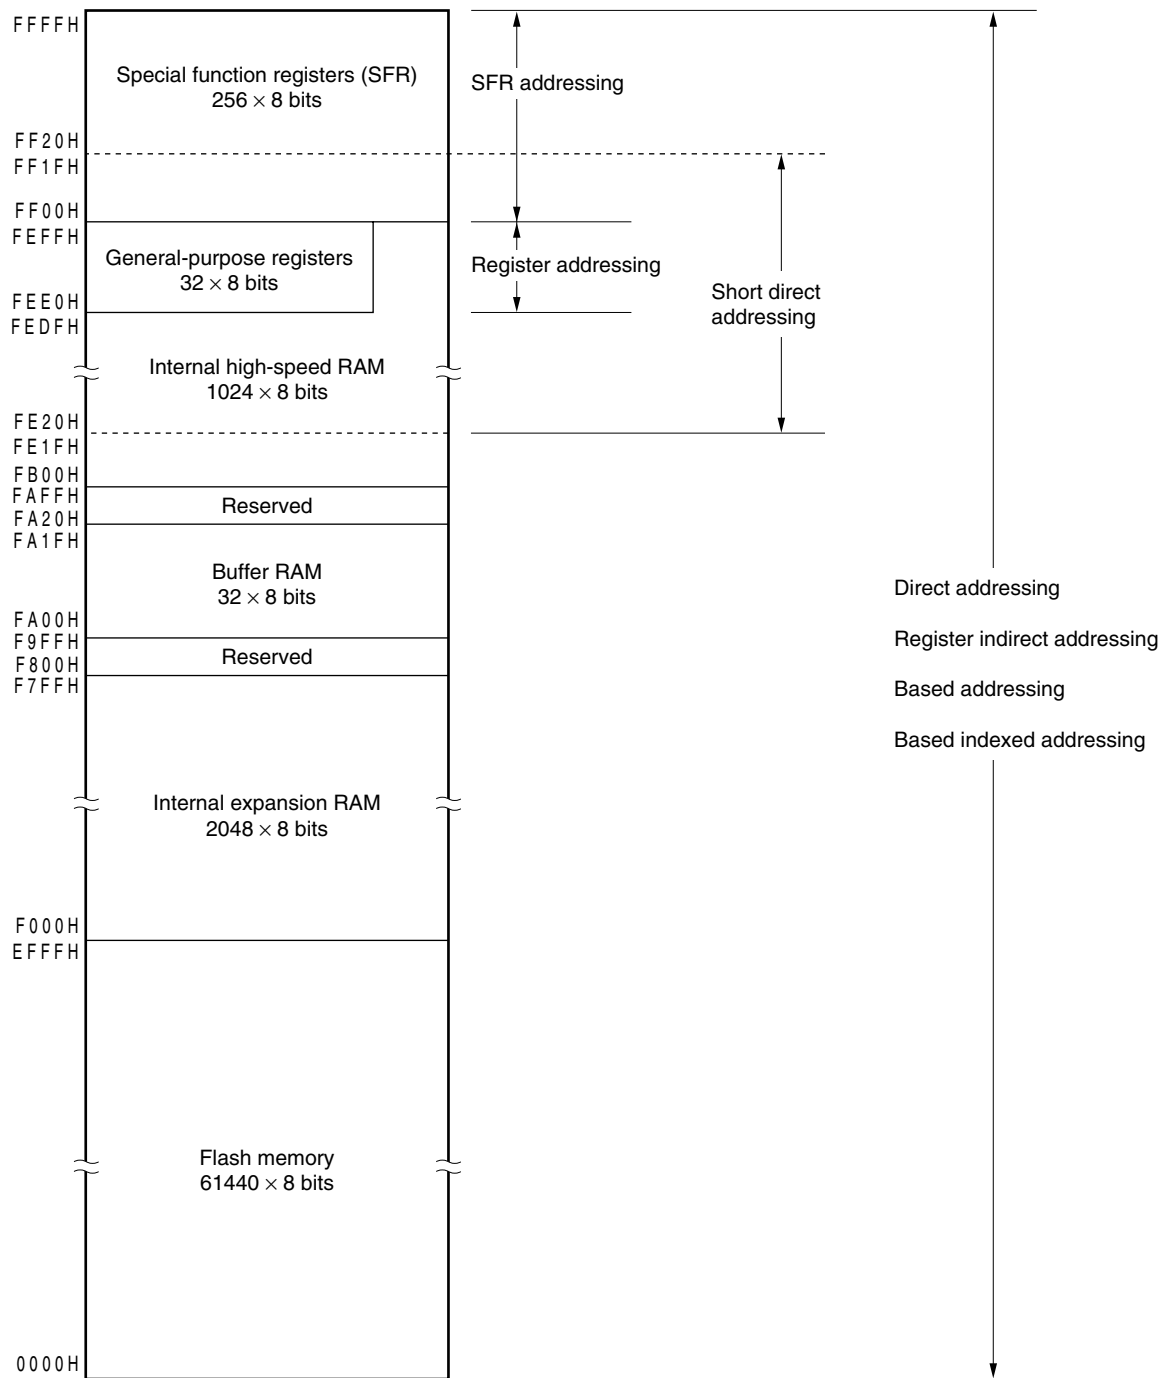 FFFFH
Special function registers (SFR)
256 × 8 bits
SFR addressing
FF20H
FF1FH
FF00H
FEFFH
General-purpose registers
32 × 8 bits
Register addressing
FEE0H
FEDFH
Short direct
addressing
Internal high-speed RAM
1024 × 8 bits
FE20H
FE1FH
FB00H
FAFFH
Reserved
FA20H
FA1FH
Buffer RAM
32 × 8 bits
FA00H
F9FFH
Reserved
F800H
F7FFH
Direct addressing
Register indirect addressing
Based addressing
Based indexed addressing
Internal expansion RAM
2048 × 8 bits
F000H
EFFFH
Flash memory
61440 × 8 bits
0000H